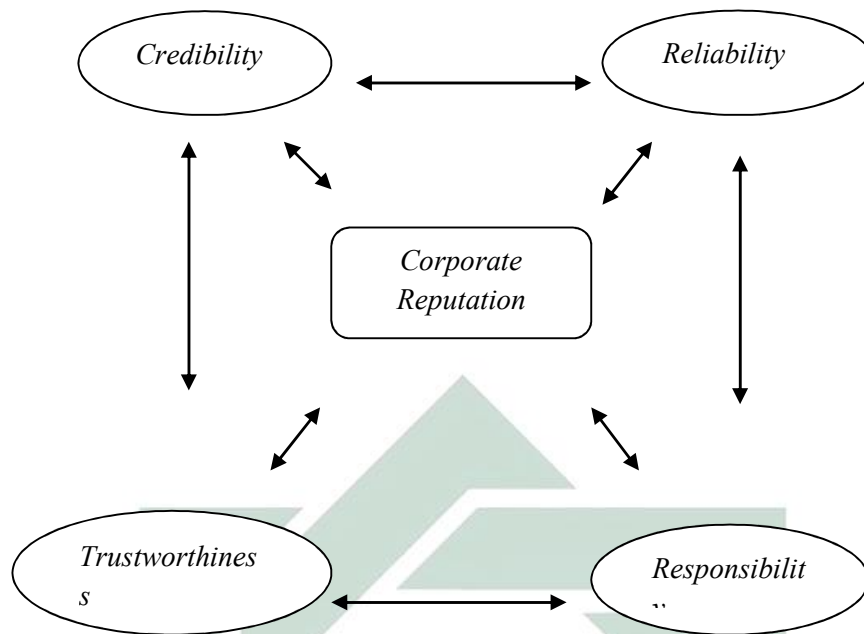 Credibility
Reliability
Corporate
Reputation
Trustworthines
s
Responsibilit
y